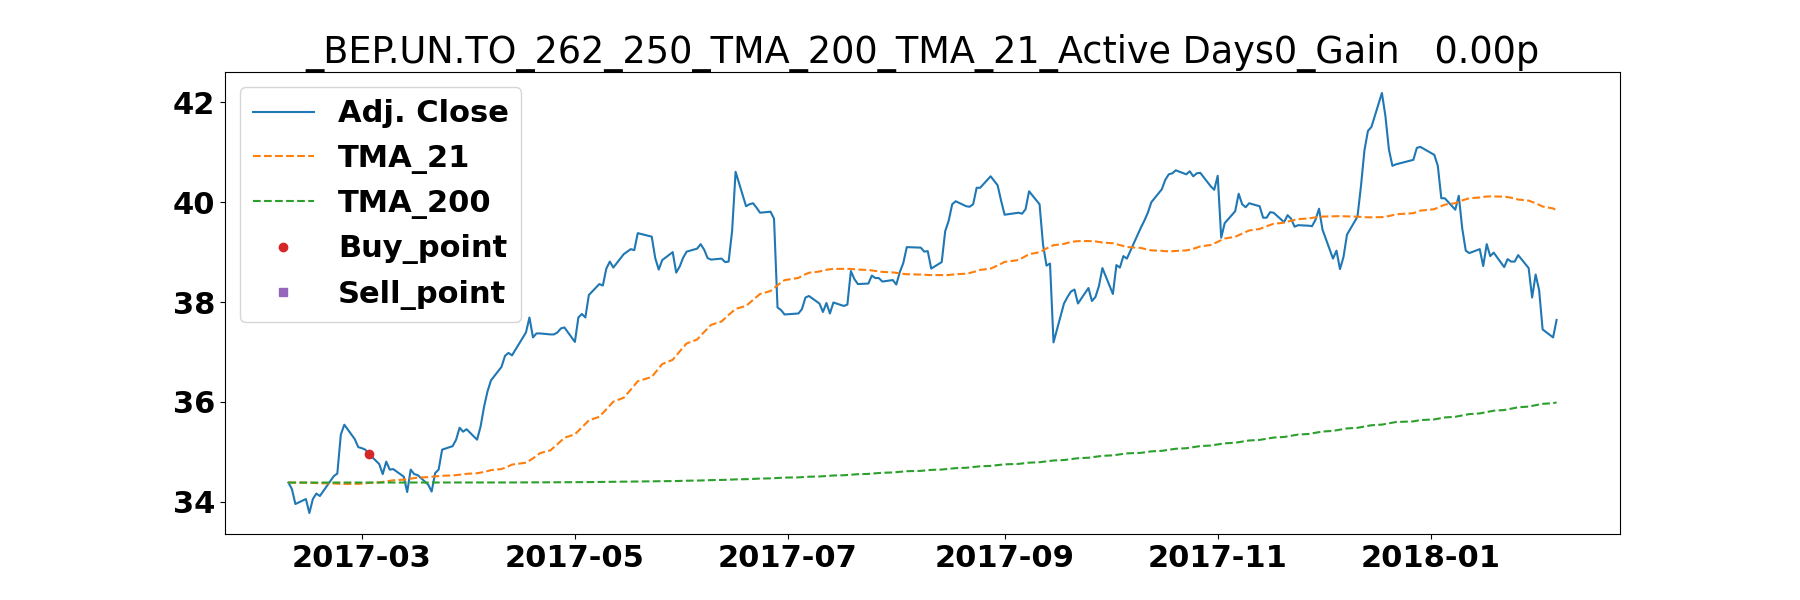 _BEP.UN.TO_262_250_TMA_200_TMA_21_Active Days0_Gain   0.00p
Adj. Close
TMA_21
TMA_200
Buy_point
Sell_point
42
40
38
36
34
2017-03 2017-05 2017-07 2017-09 2017-11 2018-01